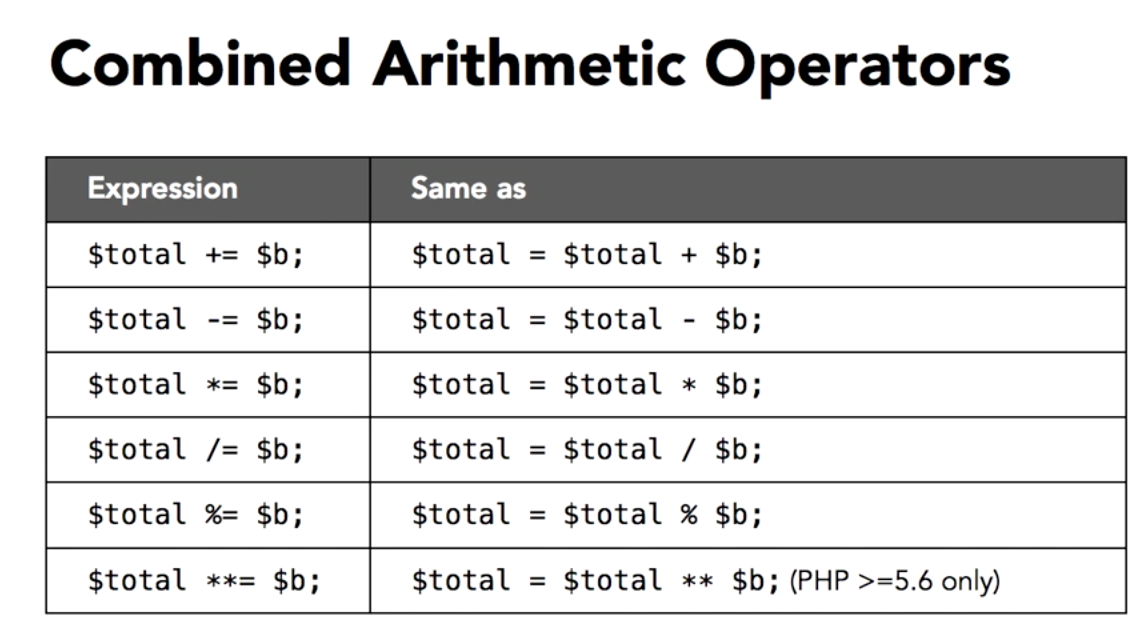 Combined Arithmetic Operators
Expression Same as
$total += $b; $total = $total + $b;
$total -= $b; $total = $total - $b;
$total *= $b; $total = $total * $b;
$total /= $b; $total = $total / $b;
$total %= $b; $total = $total % $b;
$total **= $b; $total = $total ** $b; (PHP >=5.6 only)